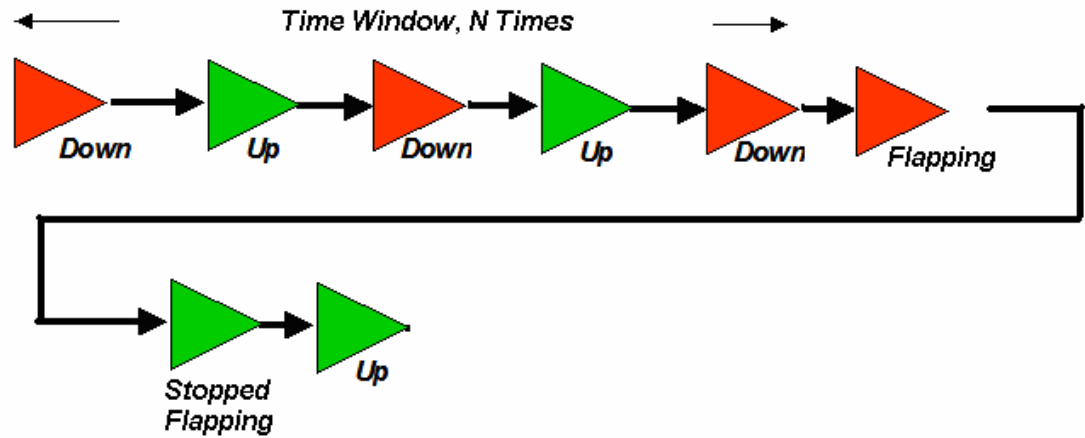 Time Window, N Times
Down
Up
Down
Up
Down
Flapping
Stopped
Flapping
Up